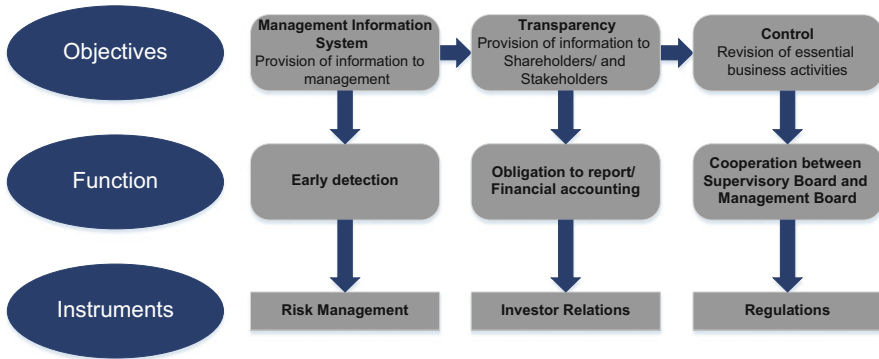 Objectives
Management Information
System
Provision of information to
management
Transparency
Provision of information to
Shareholders/ and
Stakeholders
Control
Revision of essential
business activities
Function
Early detection
Obligation to report/
Financial accounting
Cooperation between
Supervisory Board and
Management Board
Instruments
Risk Management
Investor Relations
Regulations